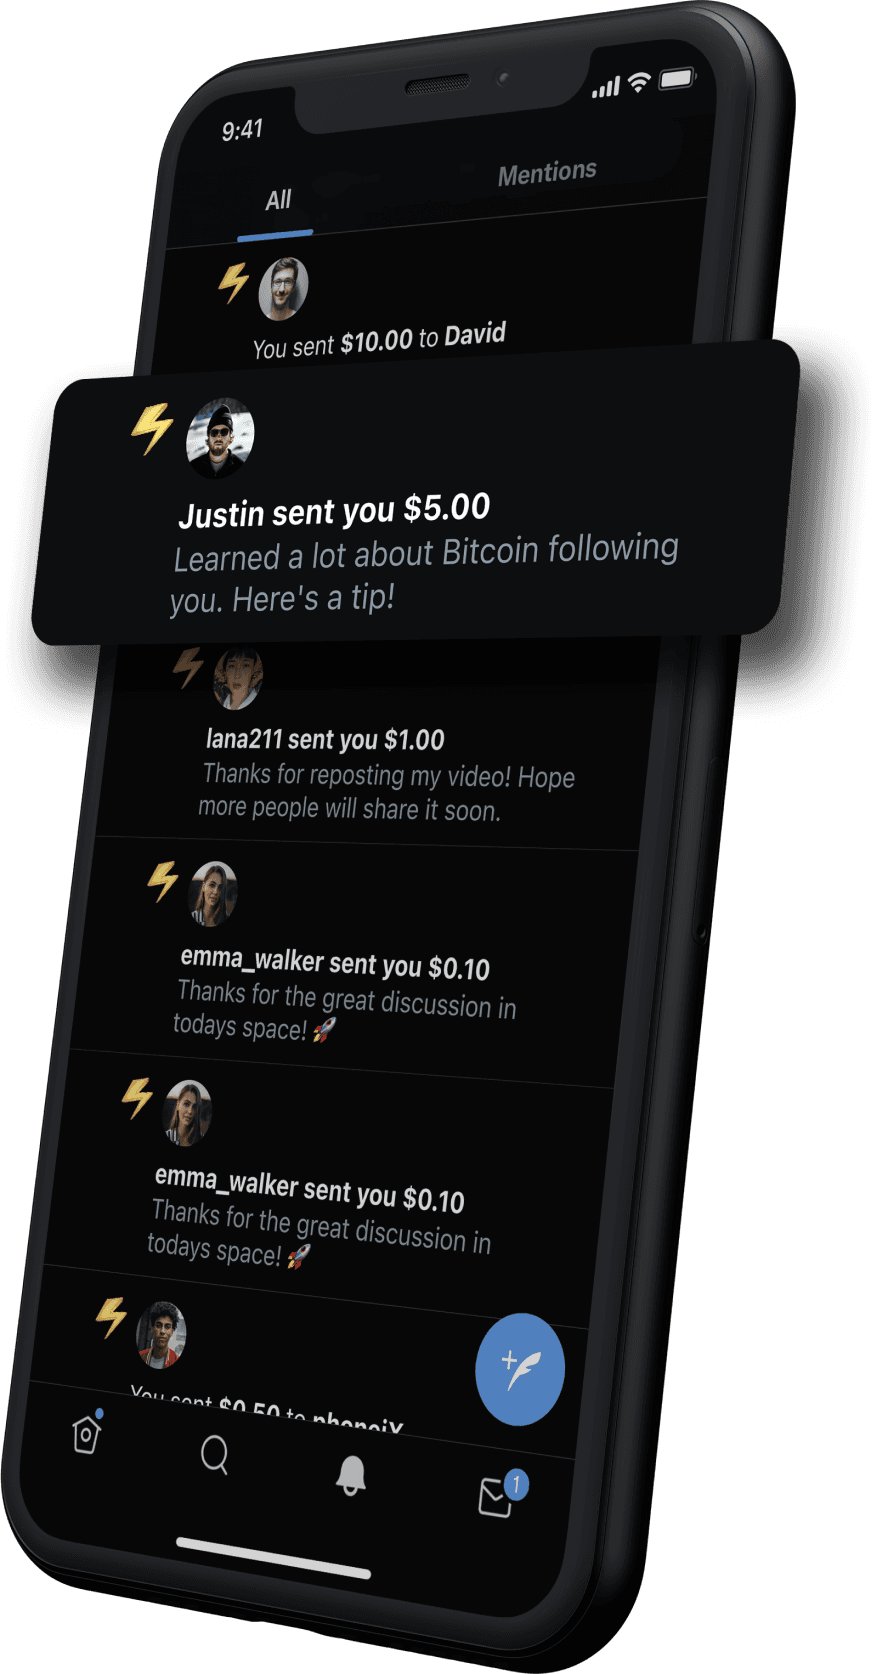 9:41
All
Mentions
You sent $10.00 to David
Justin sent you $5.00
Learned a lot about Bitcoin following
you. Here's a tip!
lana211 sent you $1.00
Thanks for reposting my video! Hope
more people will share it soon.
emma_walker sent you $0.10
Thanks for the great discussion in
todays space! 🚀
emma_walker sent you $0.10
Thanks for the great discussion in
todays space! 🚀
You sent $0.50 to
1